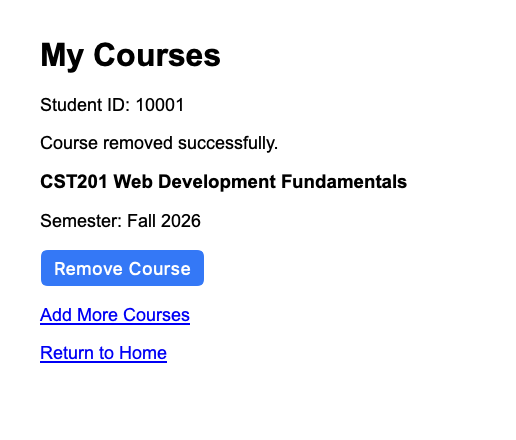 My Courses
Student ID: 10001
Course removed successfully.
CST201 Web Development Fundamentals
Semester: Fall 2026
Remove Course
Add More Courses
Return to Home